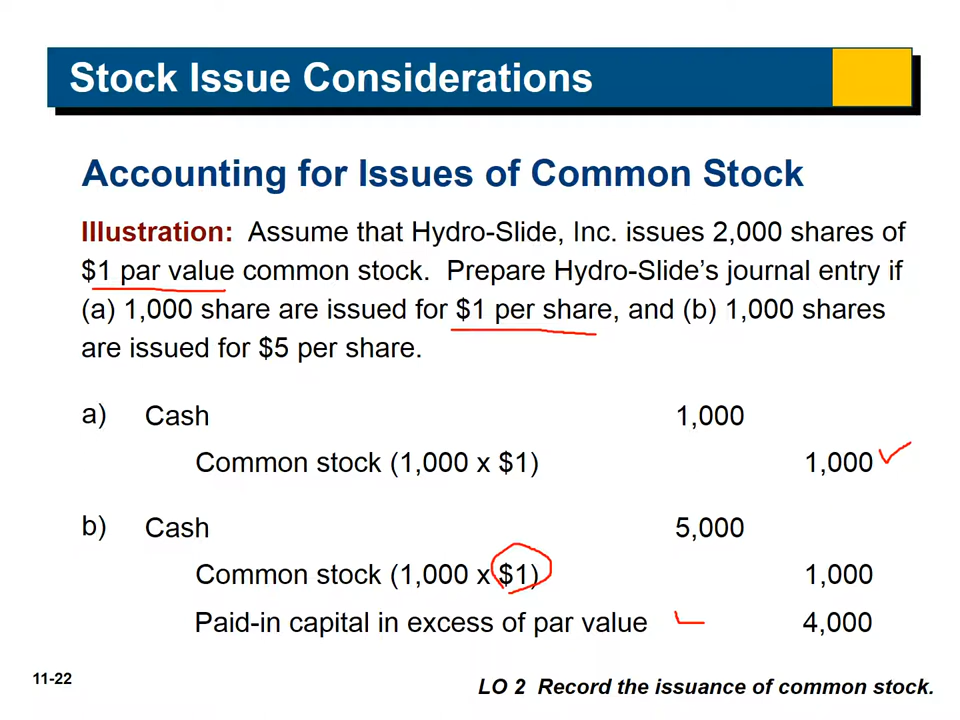 Stock Issue Considerations
Accounting for Issues of Common Stock
Illustration: Assume that Hydro-Slide, Inc. issues 2,000 shares of
$1 par value common stock. Prepare Hydro-Slide’s journal entry if
(a) 1,000 share are issued for $1 per share, and (b) 1,000 shares
are issued for $5 per share.
a) Cash 1,000
Common stock (1,000 x $1) 1,000
b) Cash 5,000
Common stock (1,000 x $1) 1,000
Paid-in capital in excess of par value 4,000
11-22
LO 2 Record the issuance of common stock.